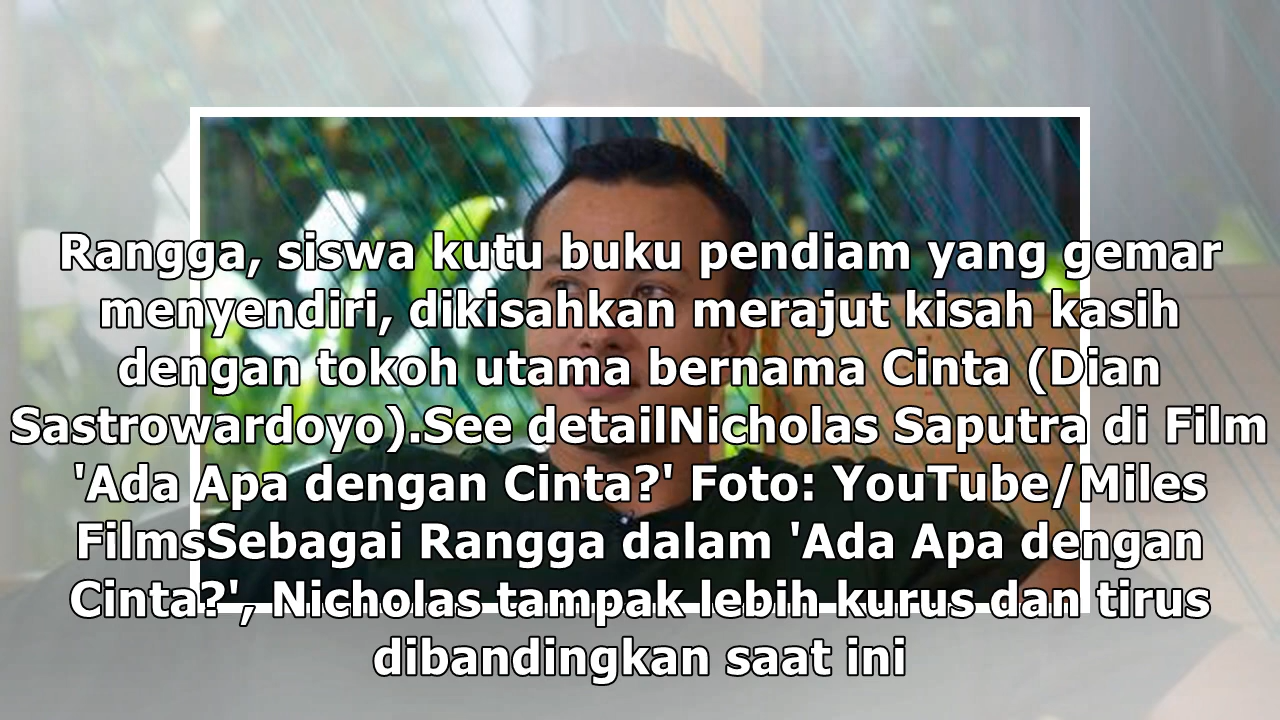 Rangga, siswa kutu buku pendiam yang gemar
menyendiri, dikisahkan merajut kisah kasih
dengan tokoh utama bernama Cinta (Dian
Sastrowardoyo).See detailNicholas Saputra di Film
'Ada Apa dengan Cinta?' Foto: YouTube/Miles
FilmsSebagai Rangga dalam 'Ada Apa dengan
Cinta?', Nicholas tampak lebih kurus dan tirus
dibandingkan saat ini